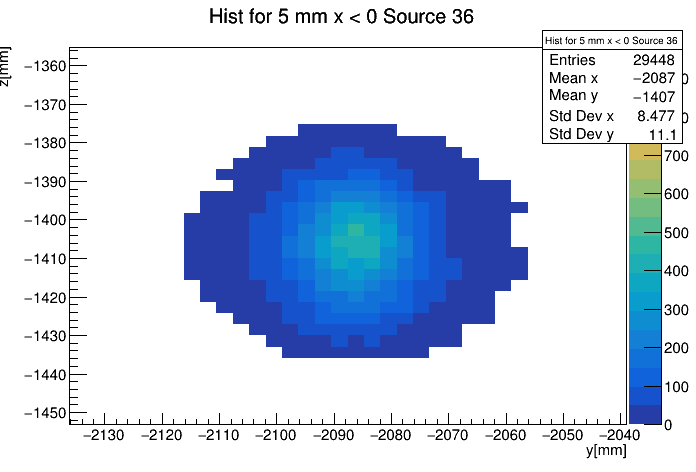 Hist for 5 mm x < 0 Source 36
Hist for 5 mm x < 0 Source 36
Entries 29448
Mean x −2087
Mean y −1407
Std Dev x 8.477
Std Dev y 11.1
z[mm]
−1360
−1370
−1380
−1390
−1400
−1410
−1420
−1430
−1440
−1450
−2130 −2120 −2110 −2100 −2090 −2080 −2070 −2060 −2050 −2040
y[mm]
700
600
500
400
300
200
100
0